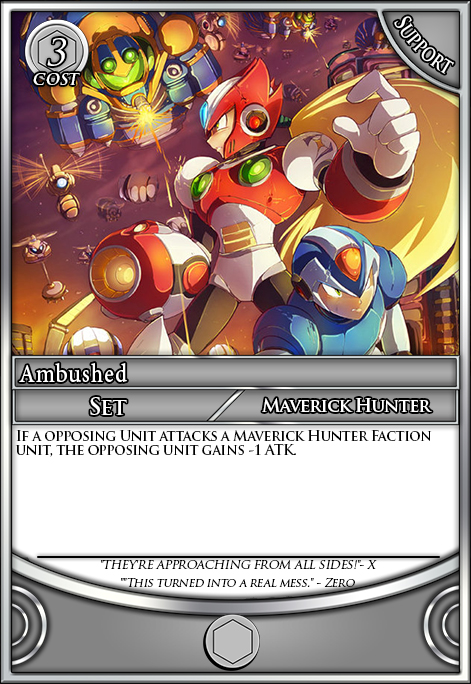 3
COST
SUPPORT
Ambushed
SET
MAVERICK HUNTER
IF A OPPOSING UNIT ATTACKS A MAVERICK HUNTER FACTION
UNIT, THE OPPOSING UNIT GAINS -1 ATK.
"THEY'RE APPROACHING FROM ALL SIDES!"- X
""THIS TURNED INTO A REAL MESS." - ZERO